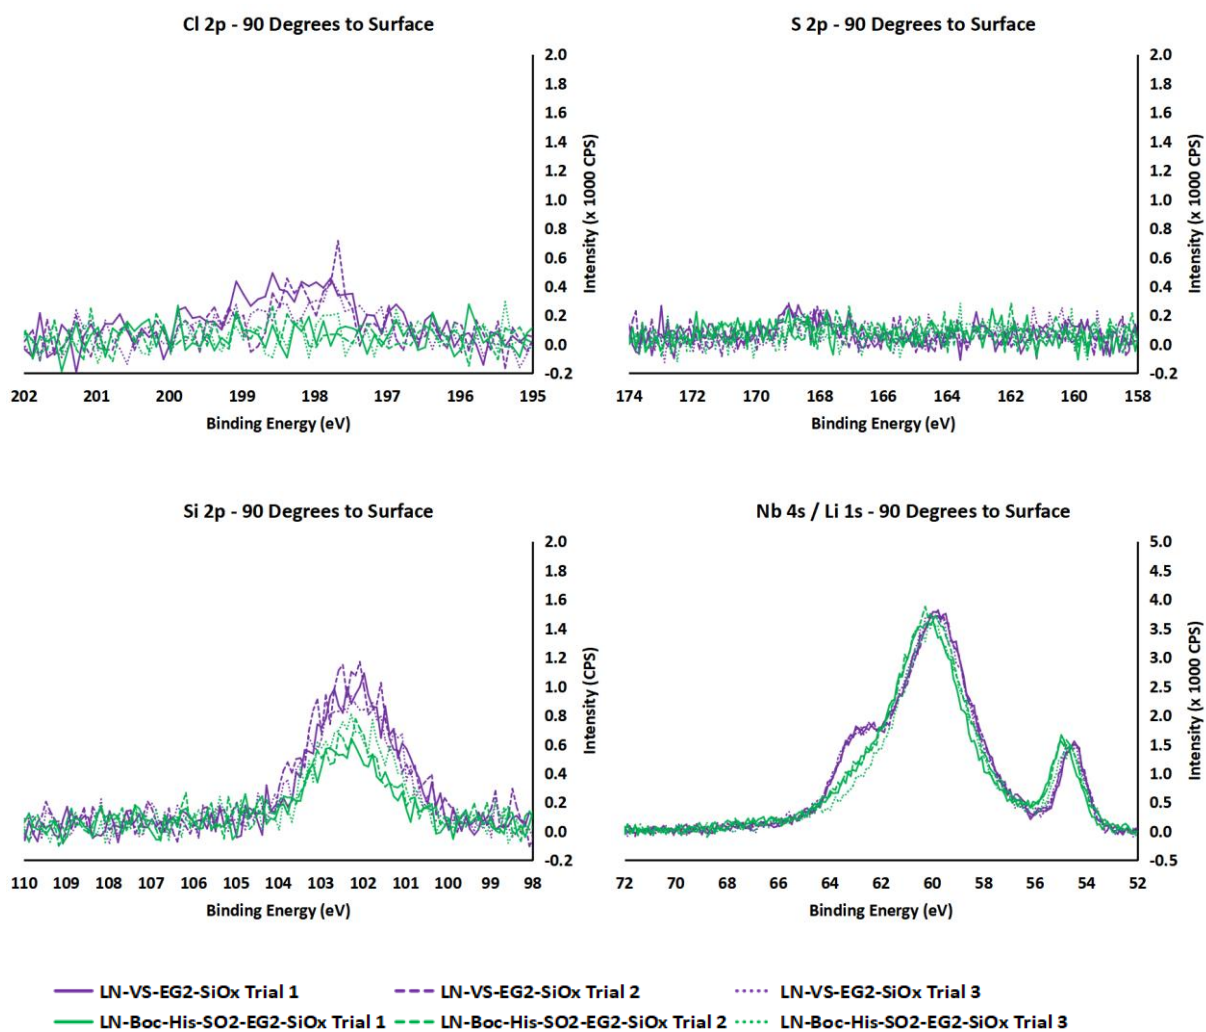 Cl 2p - 90 Degrees to Surface
2.0
1.8
1.6
1.4
1.2
1.0
0.8
0.6
0.4
0.2
0.0
-0.2
Intensity (x 1000 CPS)
202 201 200 199 198 197 196 195
Binding Energy (eV)
S 2p - 90 Degrees to Surface
2.0
1.8
1.6
1.4
1.2
1.0
0.8
0.6
0.4
0.2
0.0
-0.2
Intensity (x 1000 CPS)
174 172 170 168 166 164 162 160 158
Binding Energy (eV)
Si 2p - 90 Degrees to Surface
2.0
1.8
1.6
1.4
1.2
1.0
0.8
0.6
0.4
0.2
0.0
-0.2
Intensity (CPS)
110 109 108 107 106 105 104 103 102 101 100 99 98
Binding Energy (eV)
Nb 4s / Li 1s - 90 Degrees to Surface
5.0
4.5
4.0
3.5
3.0
2.5
2.0
1.5
1.0
0.5
0.0
-0.5
Intensity (x 1000 CPS)
72 70 68 66 64 62 60 58 56 54 52
Binding Energy (eV)
LN-VS-EG2-SiOx Trial 1 LN-VS-EG2-SiOx Trial 2 LN-VS-EG2-SiOx Trial 3
LN-Boc-His-SO2-EG2-SiOx Trial 1 LN-Boc-His-SO2-EG2-SiOx Trial 2 LN-Boc-His-SO2-EG2-SiOx Trial 3